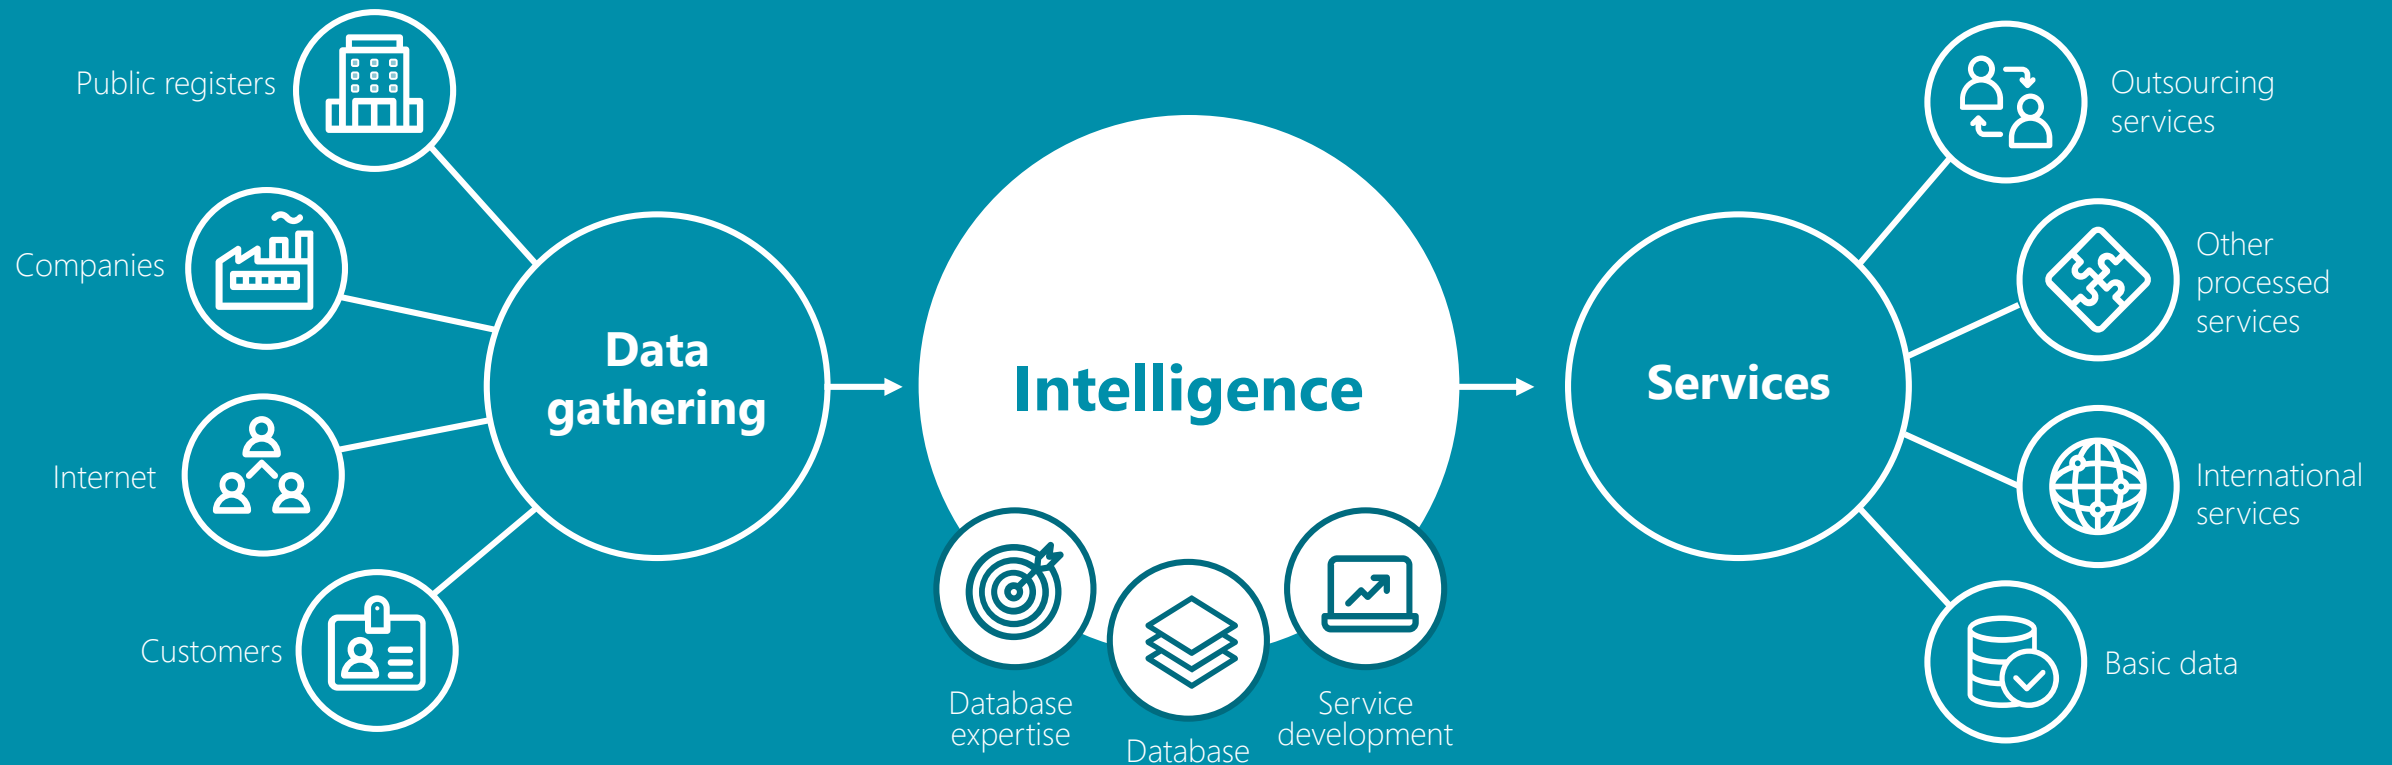 Public registers
Companies
Internet
Customers
Data
gathering
Intelligence
Database
expertise
Database
Service
development
Services
Outsourcing
services
Other
processed
services
International
services
Basic data